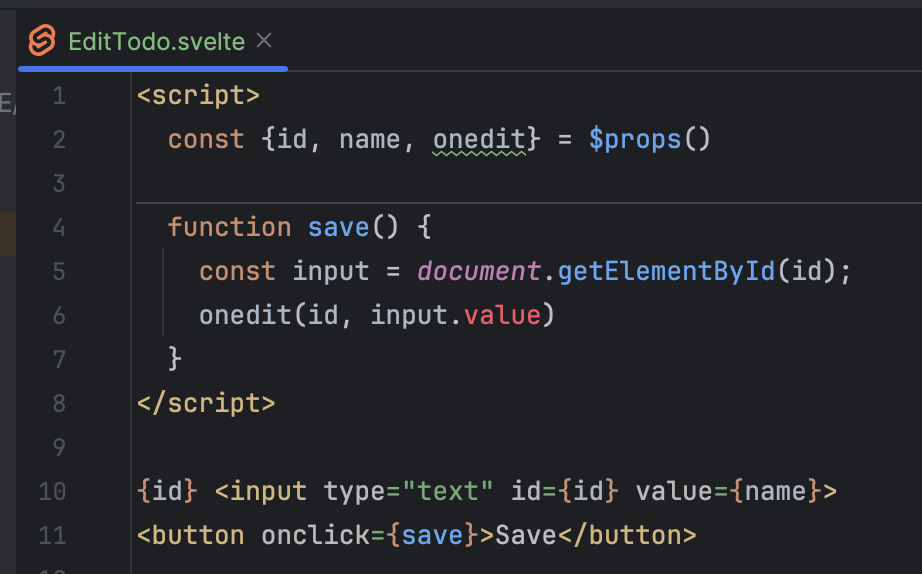 EditTodo.svelte
1 <script>
2 const {id, name, onedit} = $props()
3
4 function save() {
5 const input = document.getElementById(id);
6 onedit(id, input.value)
7 }
8 </script>
9
10 {id} <input type="text" id={id} value={name}>
11 <button onclick={save}>Save</button>